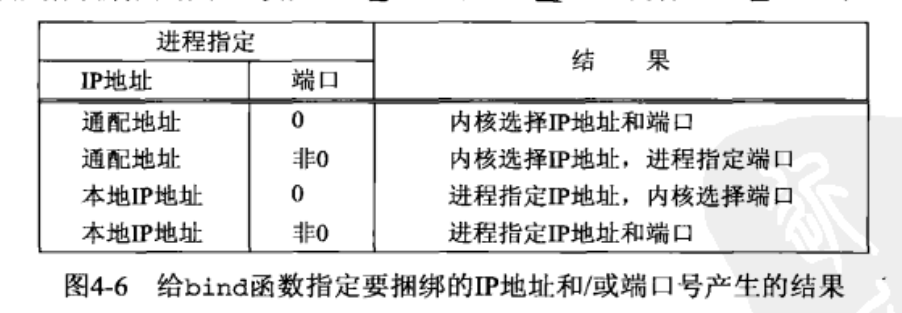 进程指定
结 果
IP地址 端口
通配地址 0 内核选择IP地址和端口
通配地址 非0 内核选择IP地址，进程指定端口
本地IP地址 0 进程指定IP地址，内核选择端口
本地IP地址 非0 进程指定IP地址和端口
图4-6 给bind函数指定要捆绑的IP地址和/或端口号产生的结果